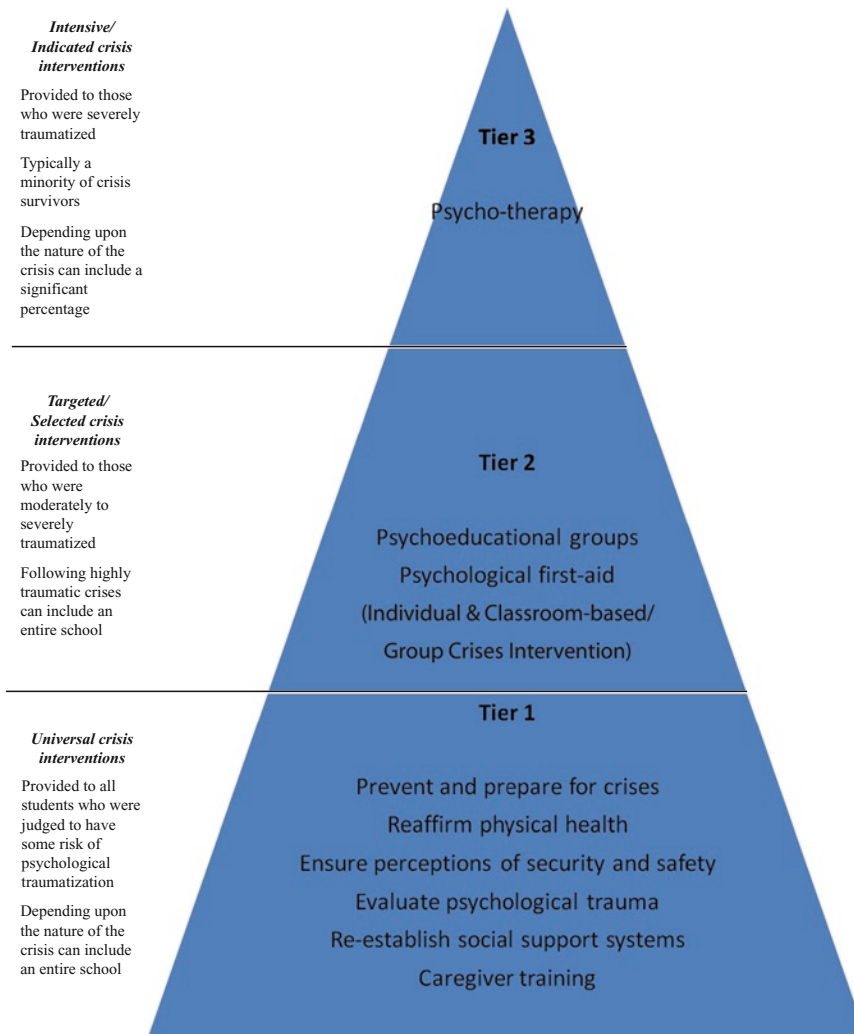 Intensive/
Indicated crisis
interventions
Provided to those
who were severely
traumatized
Typically a
minority of crisis
survivors
Depending upon
the nature of the
crisis can include a
significant
percentage
Tier 3
Psycho-therapy
Targeted/
Selected crisis
interventions
Provided to those
who were
moderately to
severely
traumatized
Following highly
traumatic crises
can include an
entire school
Tier 2
Psychoeducational groups
Psychological first-aid
(Individual & Classroom-based/
Group Crises Intervention)
Universal crisis
interventions
Provided to all
students who were
judged to have
some risk of
psychological
traumatization
Depending upon
the nature of the
crisis can include
an entire school
Tier 1
Prevent and prepare for crises
Reaffirm physical health
Ensure perceptions of security and safety
Evaluate psychological trauma
Re-establish social support systems
Caregiver training